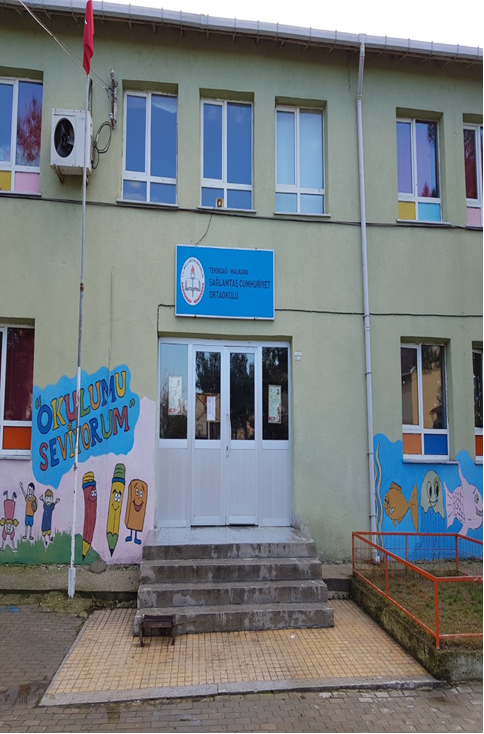 TEKİRDAĞ - MALKARA
SAĞLAMTAŞ CUMHURİYET
ORTAOKULU
"OKULUMU
SEVİYORUM"